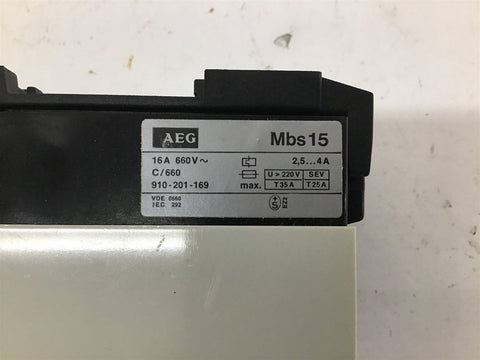 AEG Mbs15
16A 660V~ 2,5...4A
C/660 U>220V SEV
910-201-169 max. T35A T25A
VDE 0660
IEC 292